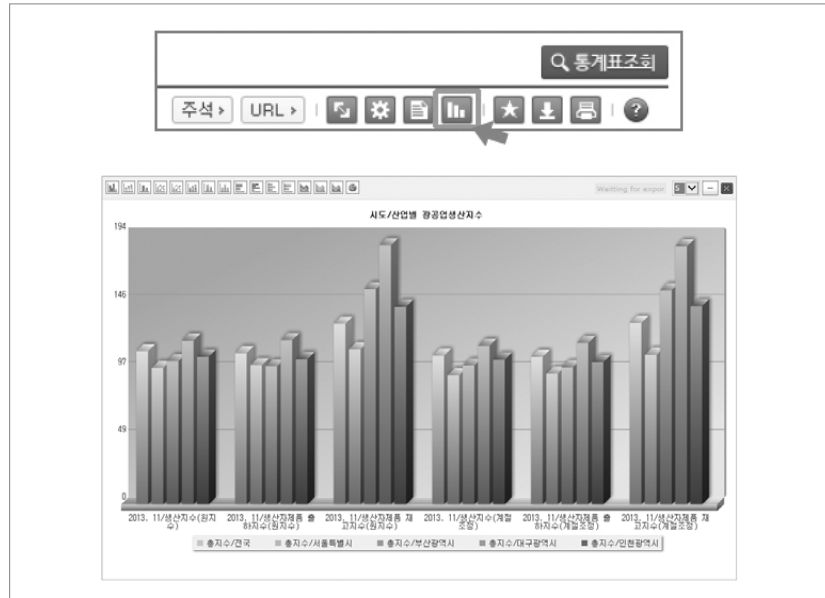 통계표조회
주석 › URL ›
?
Waitting for expor 5
시도/산업별 광공업생산지수
194
146
97
49
0
2013. 11/생산지수(원지수) 2013. 11/생산자제품 출하지수(원지수) 2013. 11/생산자제품 재고지수(원지수) 2013. 11/생산지수(계절조정) 2013. 11/생산자제품 출하지수(계절조정) 2013. 11/생산자제품 재고지수(계절조정)
총지수/전국 총지수/서울특별시 총지수/부산광역시 총지수/대구광역시 총지수/인천광역시